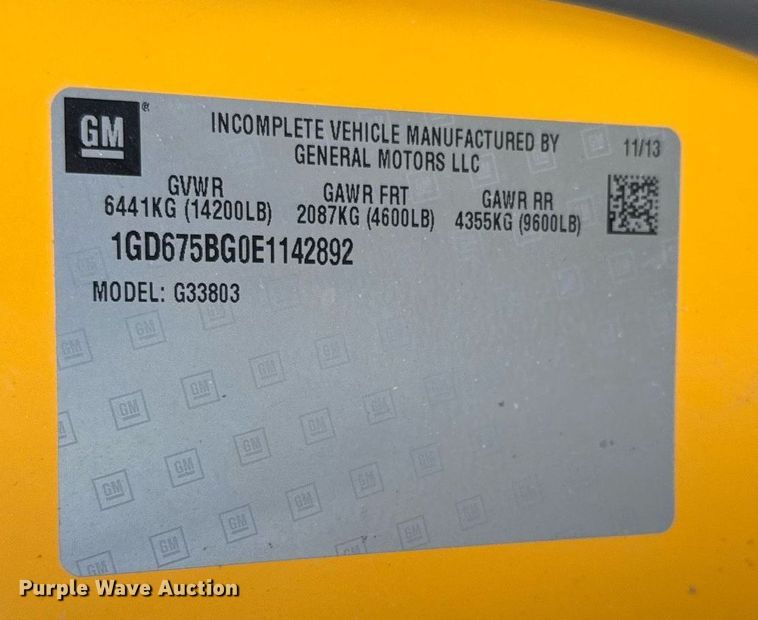 GM®
INCOMPLETE VEHICLE MANUFACTURED BY
GENERAL MOTORS LLC
11/13
GVWR GAWR FRT GAWR RR
6441KG (14200LB) 2087KG (4600LB) 4355KG (9600LB)
1GD675BG0E1142892
MODEL: G33803
Purple Wave Auction